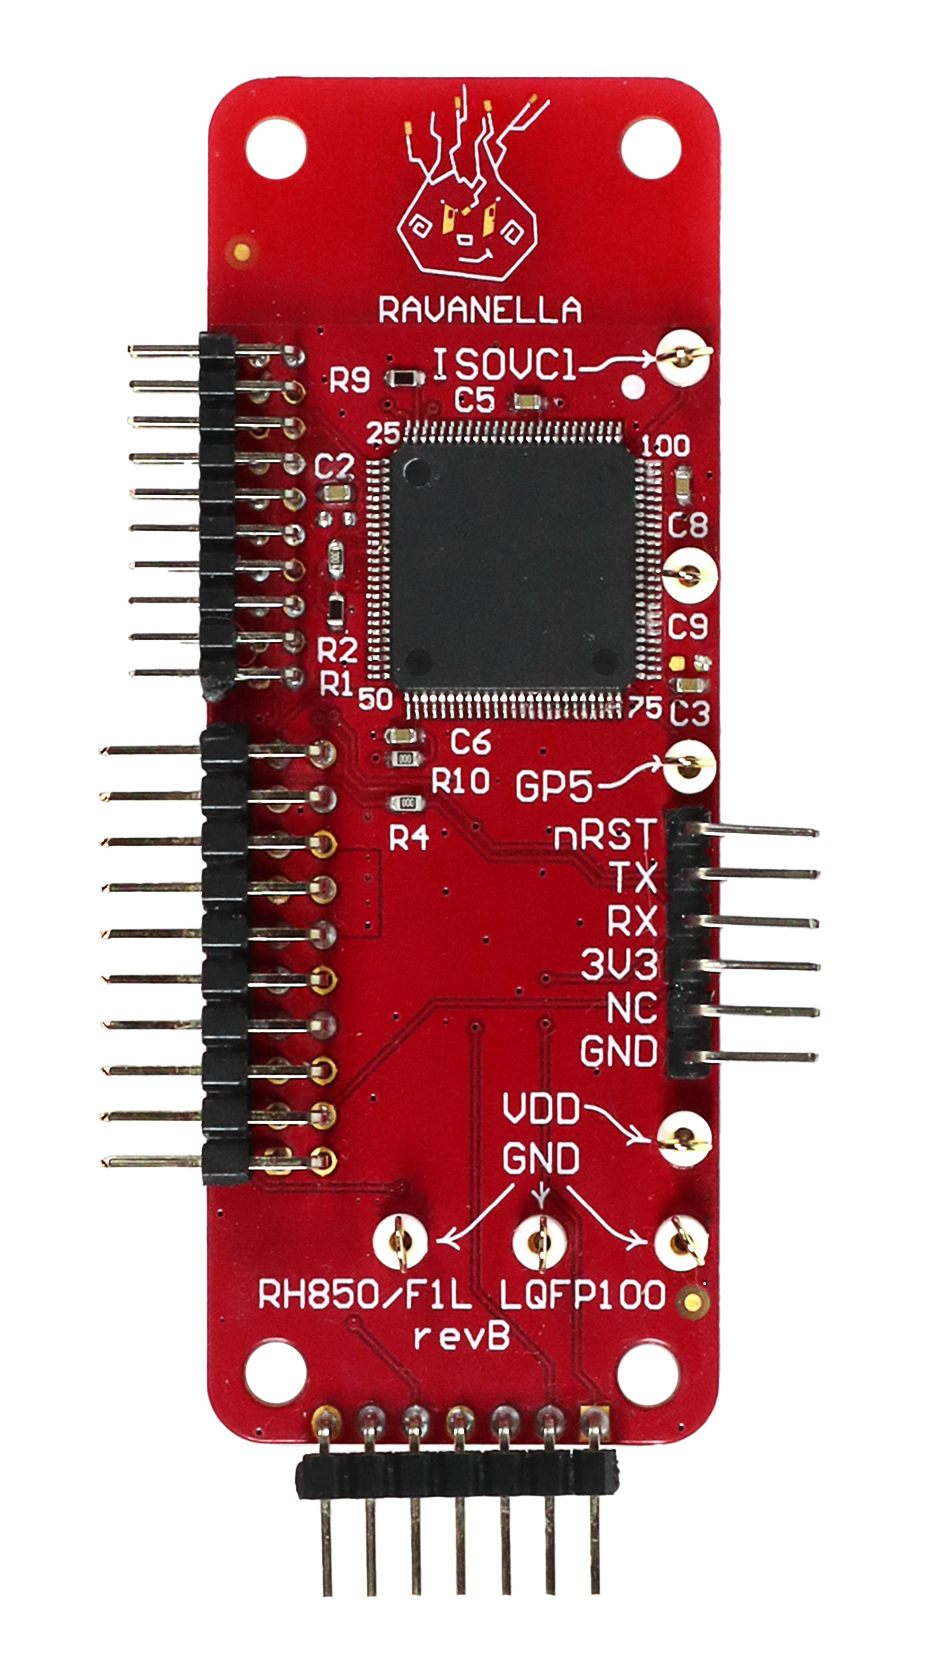 RAVANELLA
ISOVC1
R9
C5
25
100
C2
C8
C9
R2
R1
50
75
C3
C6
R10
GP5
R4
nRST
TX
RX
3V3
NC
GND
VDD
GND
RH850/F1L LQFP100
revB